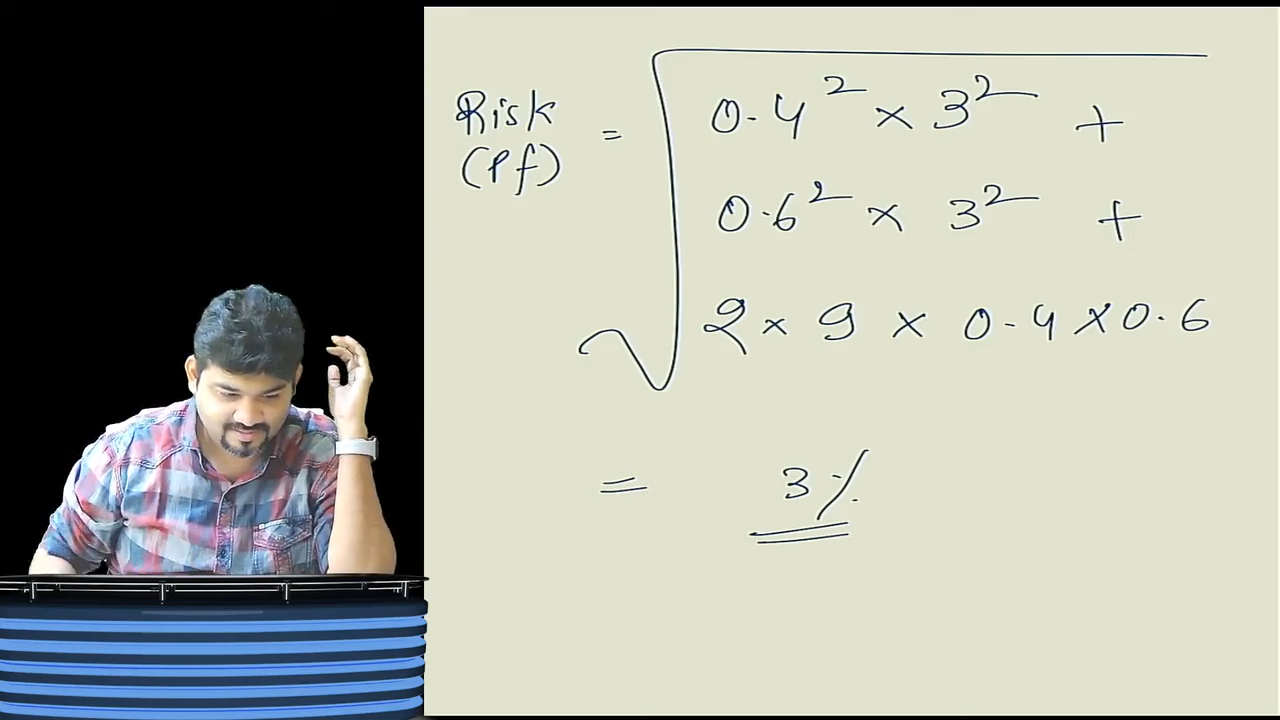 Risk = √ 0.4² × 3² +
(Pf)
0.6² × 3² +
2 × 9 × 0.4 × 0.6
= 3%